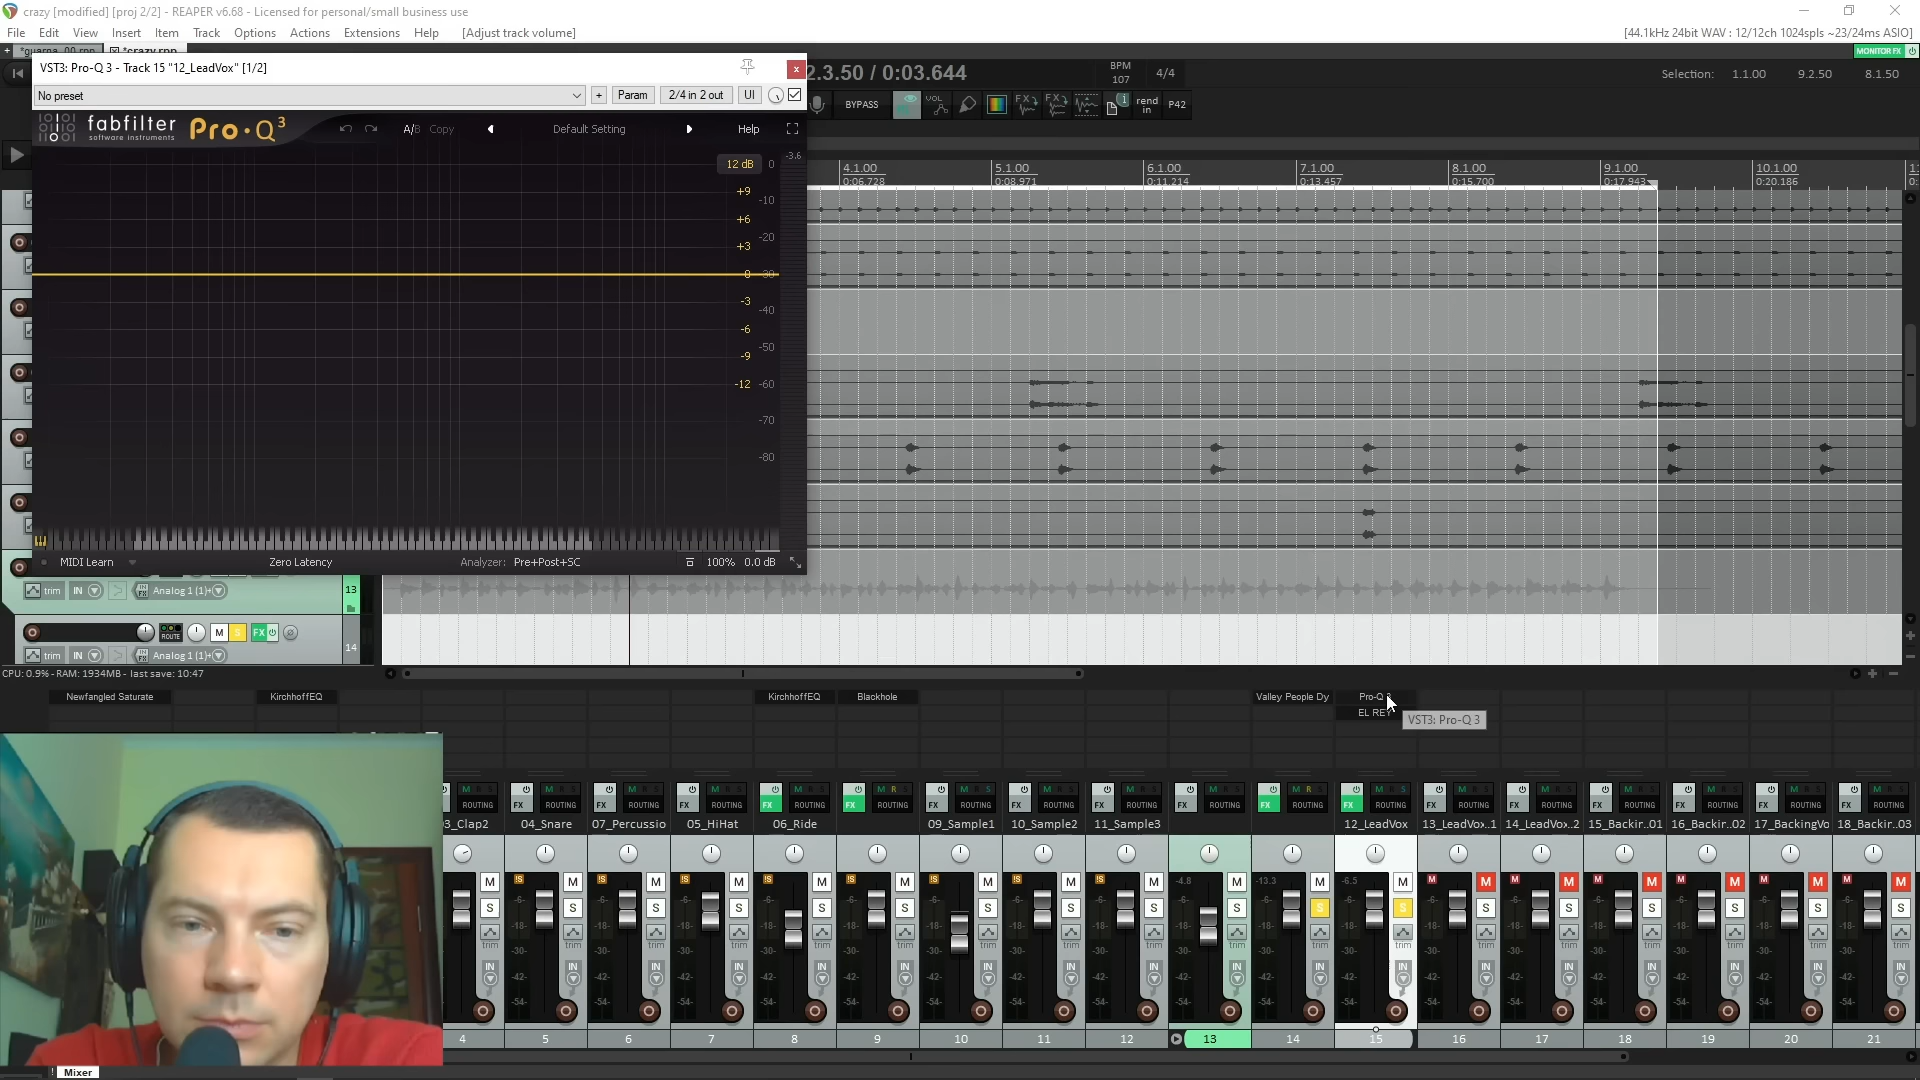 crazy [modified] [proj 2/2] - REAPER v6.68 - Licensed for personal/small business use
File Edit View Insert Item Track Options Actions Extensions Help [Adjust track volume]
[44.1kHz 24bit WAV : 12/12ch 1024spls ~23/24ms ASIO]
*crazy.rpp
MONITOR FX
VST3: Pro-Q 3 - Track 15 "12_LeadVox" [1/2]
x
2.3.50 / 0:03.644
BPM
107
4/4
Selection: 1.1.00 9.2.50 8.1.50
No preset
+ Param 2/4 in 2 out UI
BYPASS
VOL
FX
FX
1
rend
in
P42
fabfilter
software instruments
Pro·Q3
A/B Copy
Default Setting
Help
12 dB 0 -3.6
+9
-10
+6
-20
+3
0 -30
-3
-40
-6
-50
-9
-12 -60
-70
-80
4.1.00 5.1.00 6.1.00 7.1.00 8.1.00 9.1.00 10.1.00
0:06.728 0:08.971 0:11.214 0:13.457 0:15.700 0:17.943 0:20.186
MIDI Learn Zero Latency Analyzer: Pre+Post+SC 100% 0.0 dB
trim IN FX Analog 1 (1)+ 13
ROUTE M S FX 14
trim IN FX Analog 1 (1)+
CPU: 0.9% - RAM: 1934MB - last save: 10:47
Newfangled Saturate KirchhoffEQ KirchhoffEQ Blackhole Valley People Dy Pro-Q 3
EL REY
VST3: Pro-Q 3
FX ROUTING
3_Clap2 04_Snare 07_Percussio 05_HiHat 06_Ride 09_Sample1 10_Sample2 11_Sample3 12_LeadVox 13_LeadVox..1 14_LeadVox..2 15_Backir..01 16_Backir..02 17_BackingVo 18_Backir..03
-4.8 -13.3 -6.5
M
S
-6-
-18-
trim
-30-
IN
-42-
-54-
4 5 6 7 8 9 10 11 12 13 14 15 16 17 18 19 20 21
! Mixer